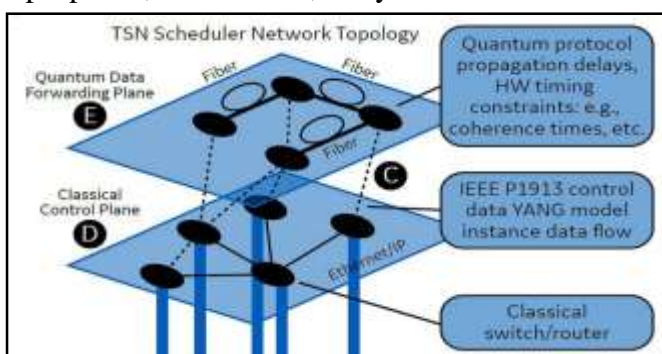 TSN Scheduler Network Topology
Quantum Data
Forwarding Plane
E
Fiber
Fiber
Fiber
Quantum protocol
propagation delays,
HW timing
constraints: e.g.,
coherence times, etc.
C
Classical
Control Plane
D
IEEE P1913 control
data YANG model
instance data flow
Ethernet/IP
Classical
switch/router